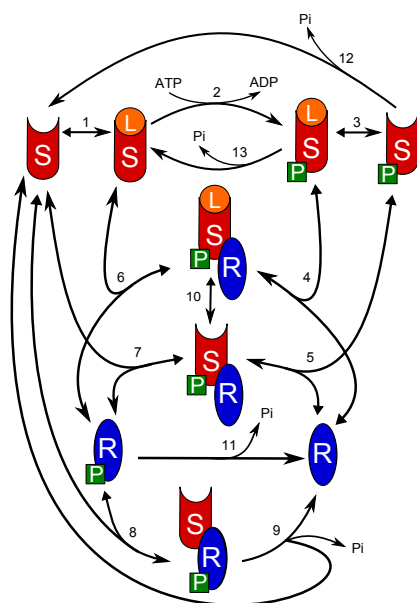 Pi
12
ATP 2 ADP
1 3
L L
S S S S
Pi 13
P P
L
S
P R
6 4
10
7 5
S
P R
R Pi R
P 11
S
8 R 9 Pi
P